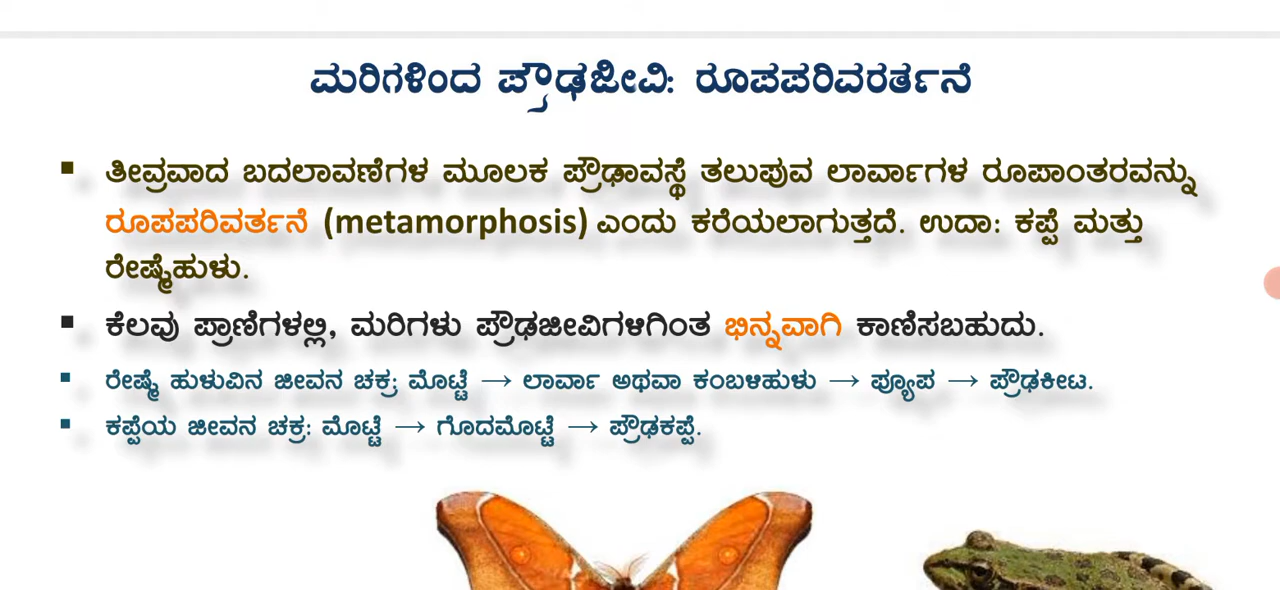 ಮರಿಗಳಿಂದ ಪ್ರೌಢಜೀವಿ: ರೂಪಪರಿವರರ್ತನೆ
▪ ತೀವ್ರವಾದ ಬದಲಾವಣೆಗಳ ಮೂಲಕ ಪ್ರೌಢಾವಸ್ಥೆ ತಲುಪುವ ಲಾರ್ವಾಗಳ ರೂಪಾಂತರವನ್ನು
ರೂಪಪರಿವರ್ತನೆ (metamorphosis) ಎಂದು ಕರೆಯಲಾಗುತ್ತದೆ. ಉದಾ: ಕಪ್ಪೆ ಮತ್ತು
ರೇಷ್ಮೆಹುಳು.
▪ ಕೆಲವು ಪ್ರಾಣಿಗಳಲ್ಲಿ, ಮರಿಗಳು ಪ್ರೌಢಜೀವಿಗಳಿಗಿಂತ ಭಿನ್ನವಾಗಿ ಕಾಣಿಸಬಹುದು.
▪ ರೇಷ್ಮೆ ಹುಳುವಿನ ಜೀವನ ಚಕ್ರ; ಮೊಟ್ಟೆ → ಲಾರ್ವಾ ಅಥವಾ ಕಂಬಳಿಹುಳು → ಪ್ಯೂಪ → ಪ್ರೌಢಕೀಟ.
▪ ಕಪ್ಪೆಯ ಜೀವನ ಚಕ್ರ: ಮೊಟ್ಟೆ → ಗೊದಮೊಟ್ಟೆ → ಪ್ರೌಢಕಪ್ಪೆ.